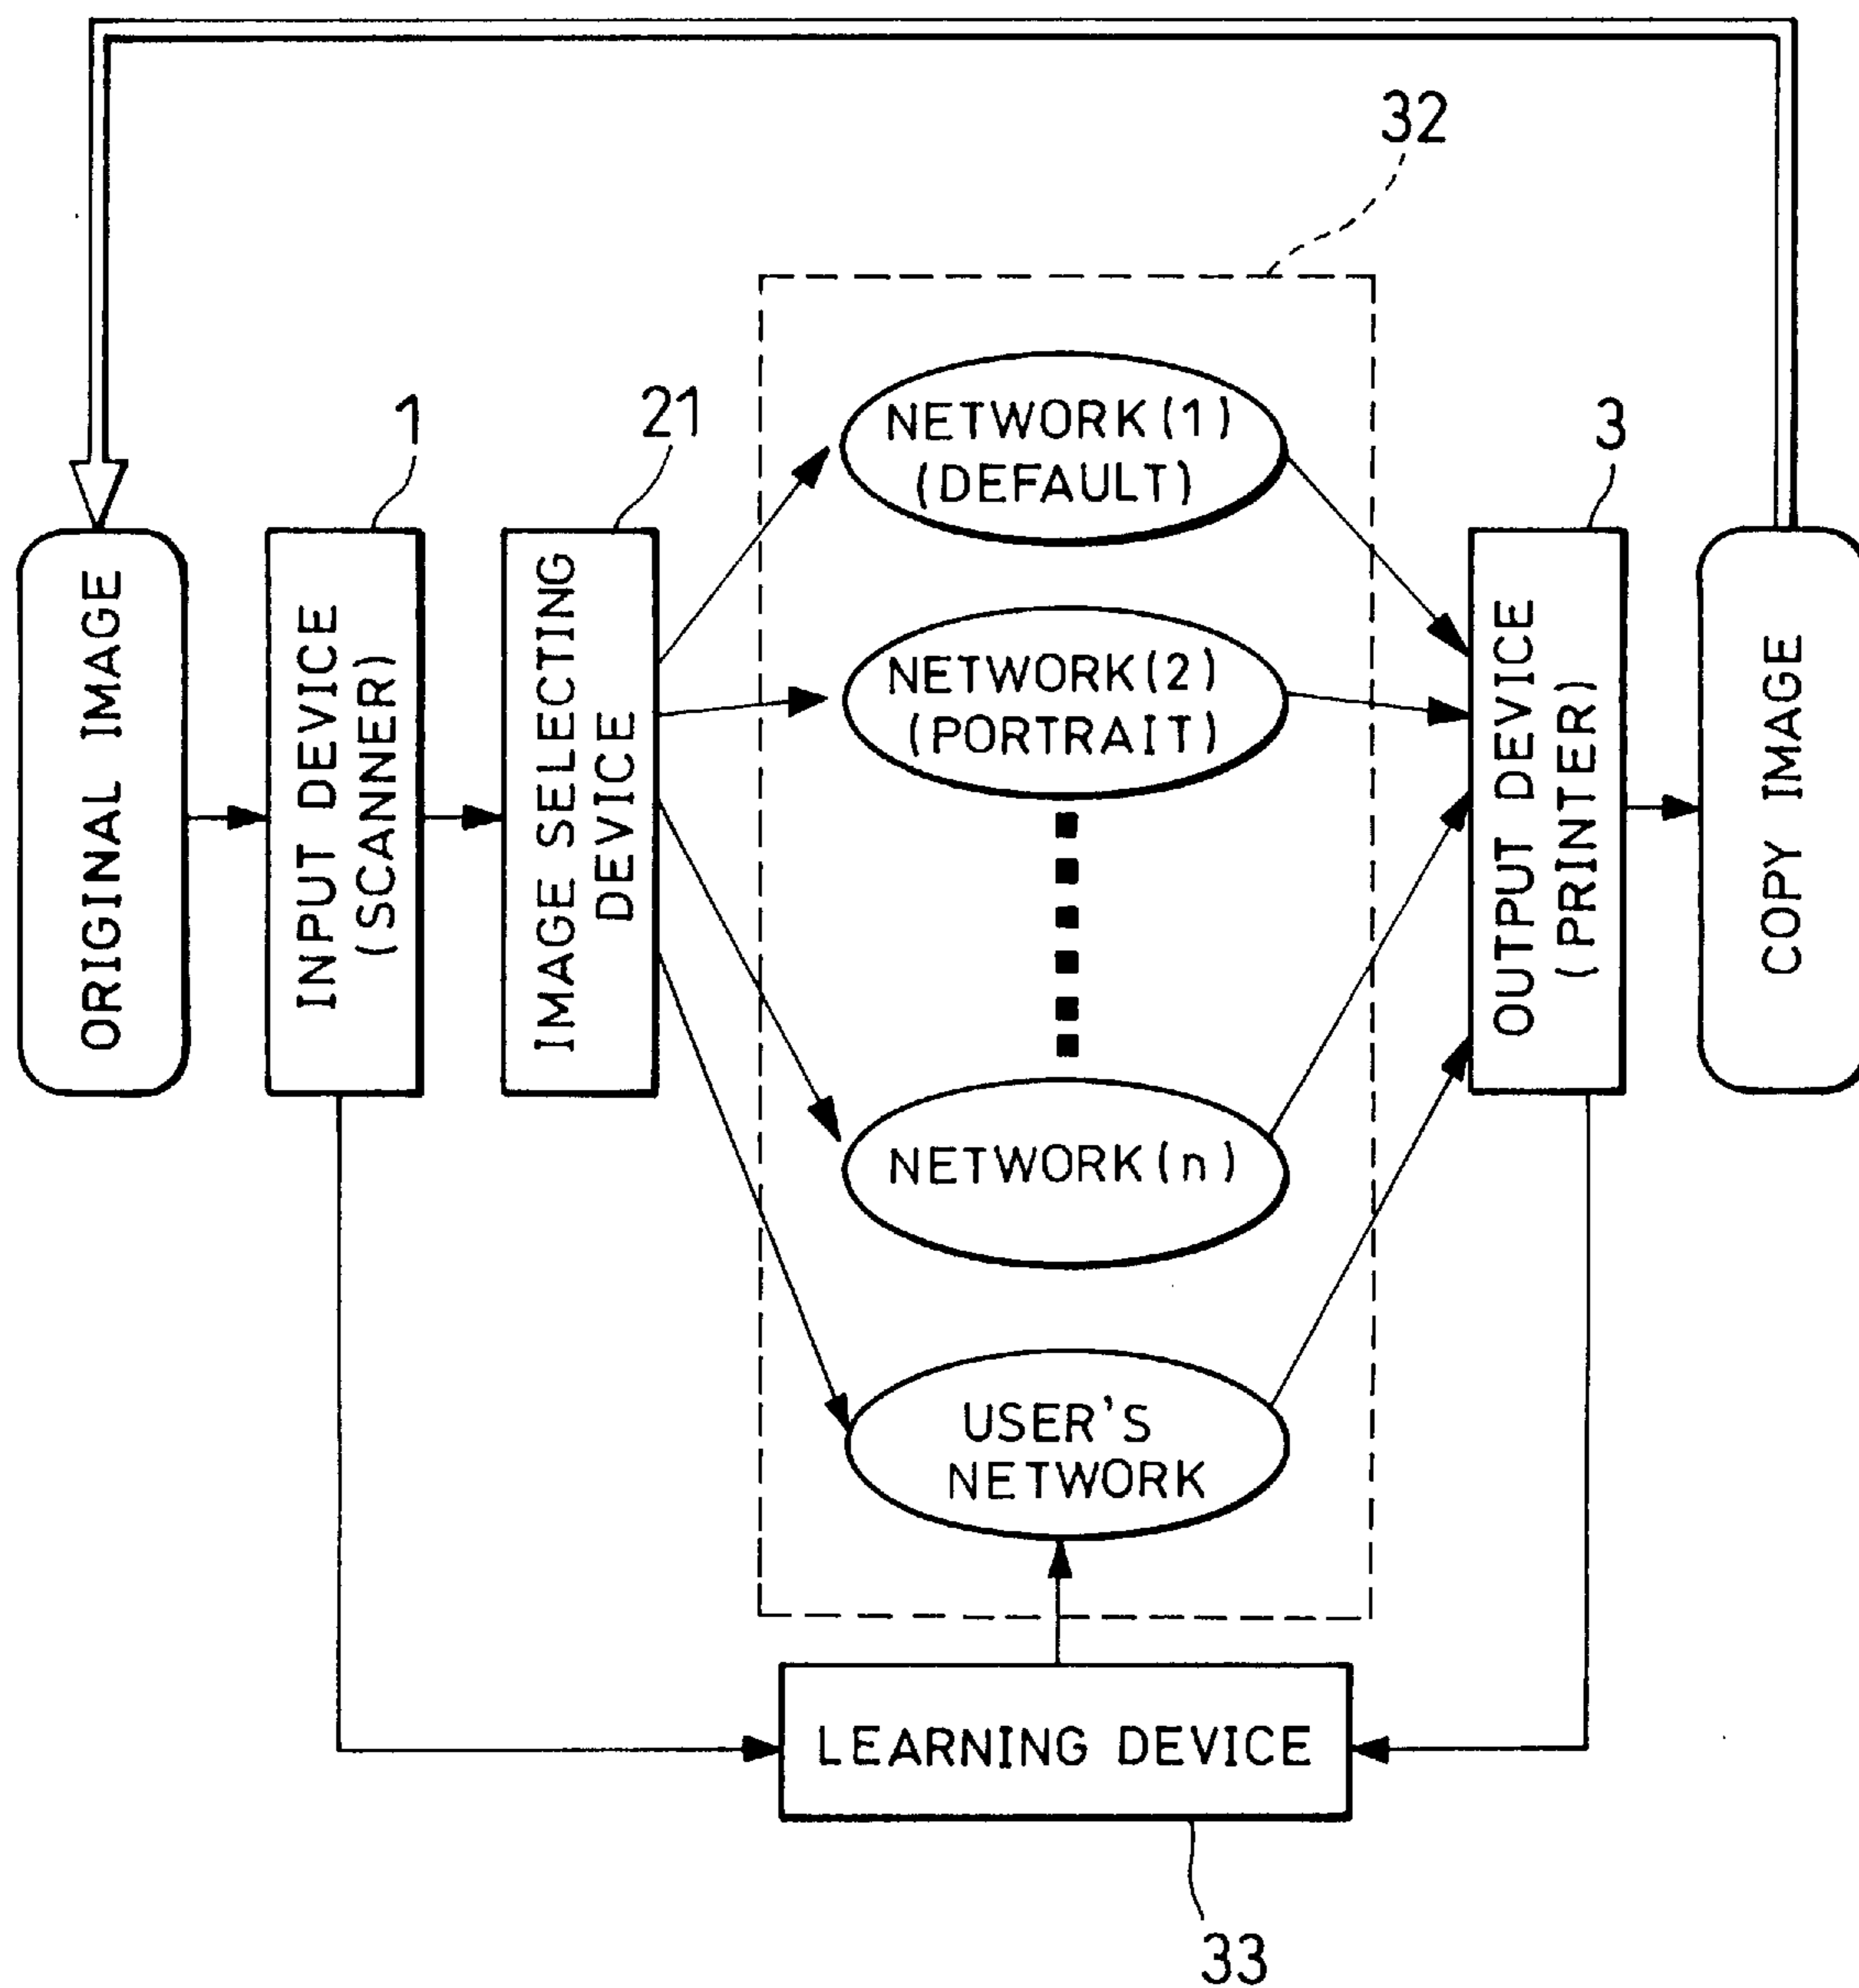 32
1
21
3
ORIGINAL IMAGE
INPUT DEVICE
(SCANNER)
IMAGE SELECTING
DEVICE
NETWORK(1)
(DEFAULT)
NETWORK(2)
(PORTRAIT)
NETWORK(n)
USER'S
NETWORK
OUTPUT DEVICE
(PRINTER)
COPY IMAGE
LEARNING DEVICE
33